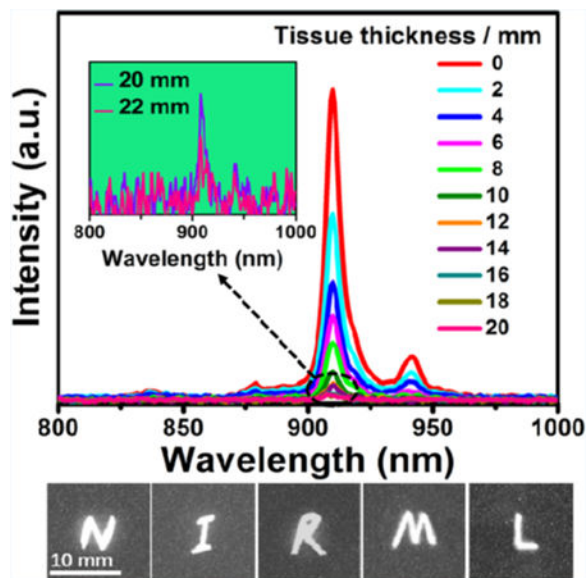 Tissue thickness / mm
0
2
4
6
8
10
12
14
16
18
20
20 mm
22 mm
800
900
1000
Wavelength (nm)
Intensity (a.u.)
800
850
900
950
1000
Wavelength (nm)
N I R M L
10 mm